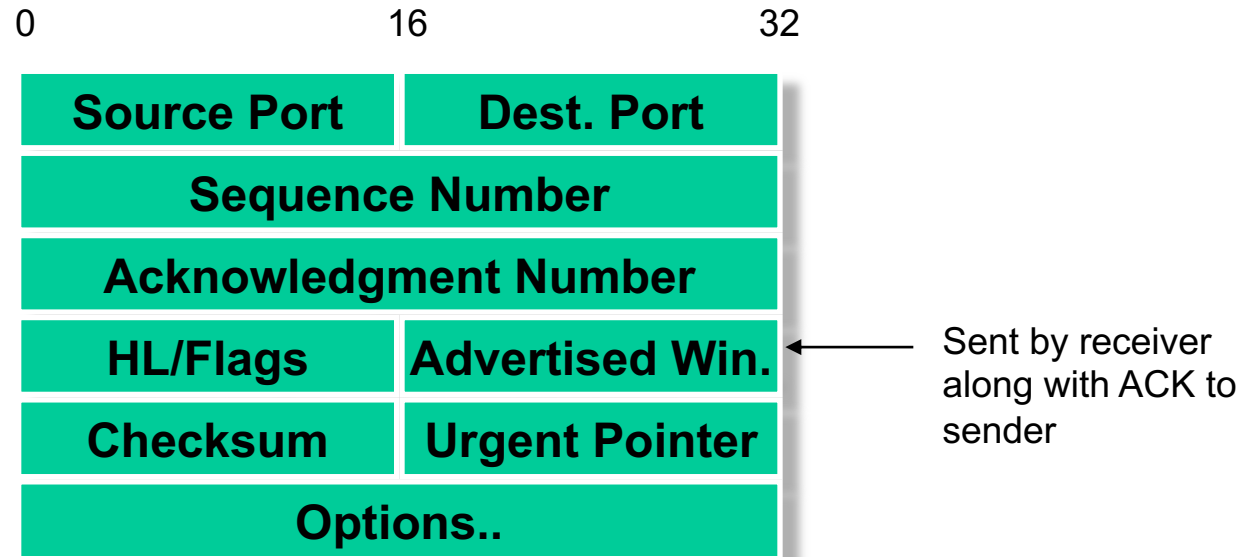 0 16 32
Source Port Dest. Port
Sequence Number
Acknowledgment Number
HL/Flags Advertised Win.
Checksum Urgent Pointer
Options..
Sent by receiver
along with ACK to
sender